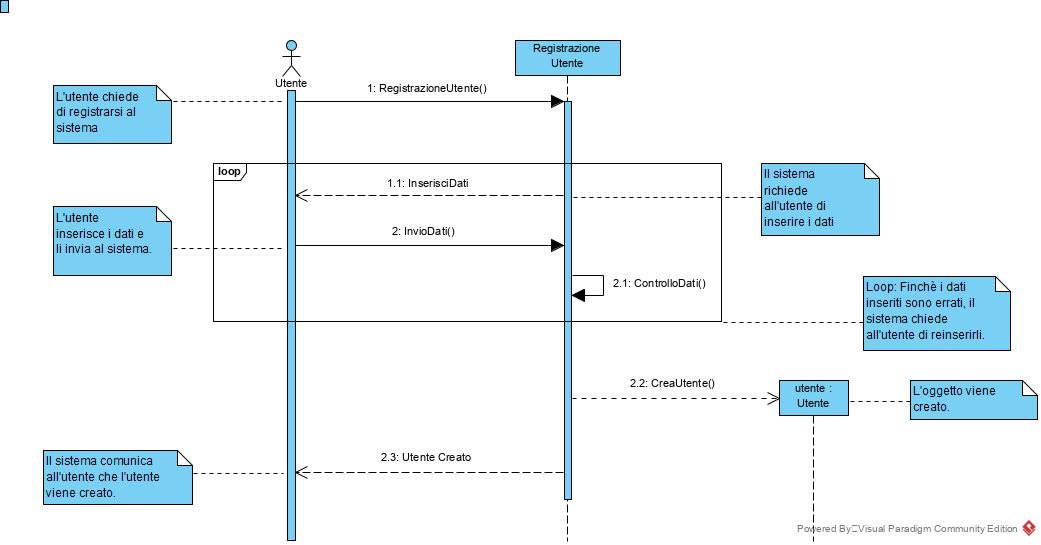 Registrazione
Utente
Utente
L'utente chiede
di registrarsi al
sistema
1: RegistrazioneUtente()
loop
1.1: InserisciDati
Il sistema
richiede
all'utente di
inserire i dati
L'utente
inserisce i dati e
li invia al sistema.
2: InvioDati()
2.1: ControlloDati()
Loop: Finchè i dati
inseriti sono errati, il
sistema chiede
all'utente di reinserirli.
2.2: CreaUtente()
utente :
Utente
L'oggetto viene
creato.
2.3: Utente Creato
Il sistema comunica
all'utente che l'utente
viene creato.
Powered By Visual Paradigm Community Edition